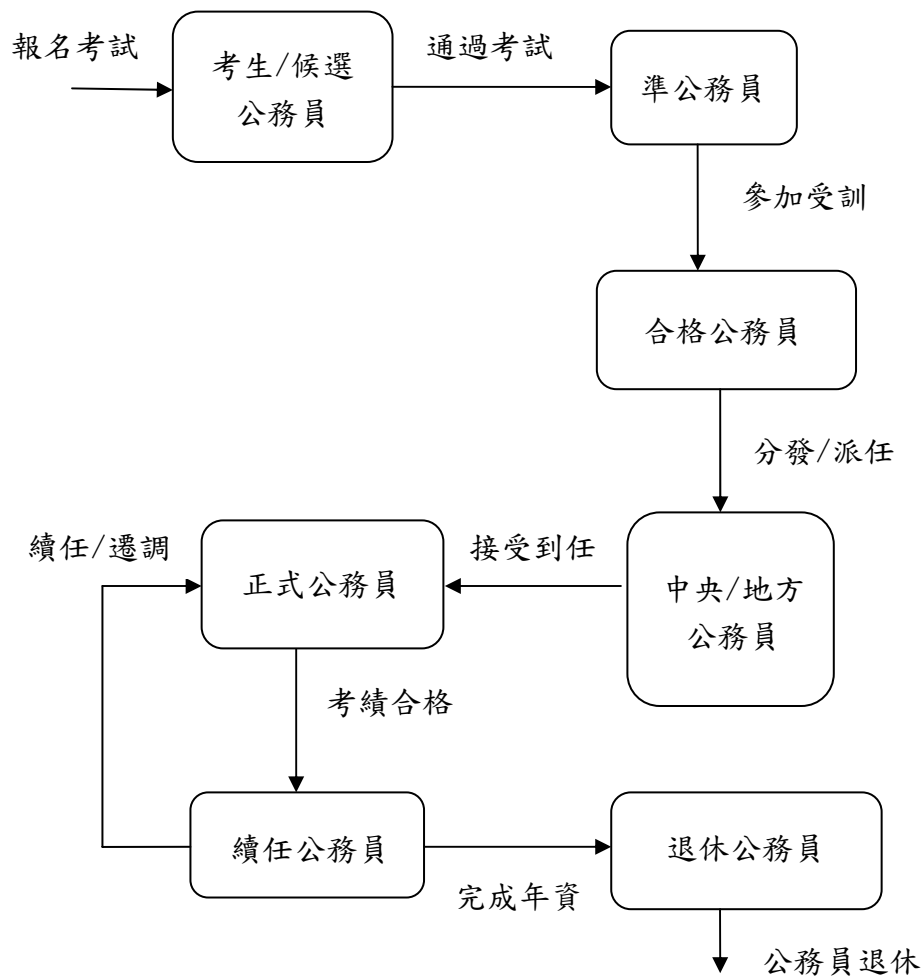 報名考試
考生/候選
公務員
通過考試
準公務員
參加受訓
合格公務員
分發/派任
中央/地方
公務員
接受到任
正式公務員
續任/遷調
考績合格
續任公務員
完成年資
退休公務員
公務員退休